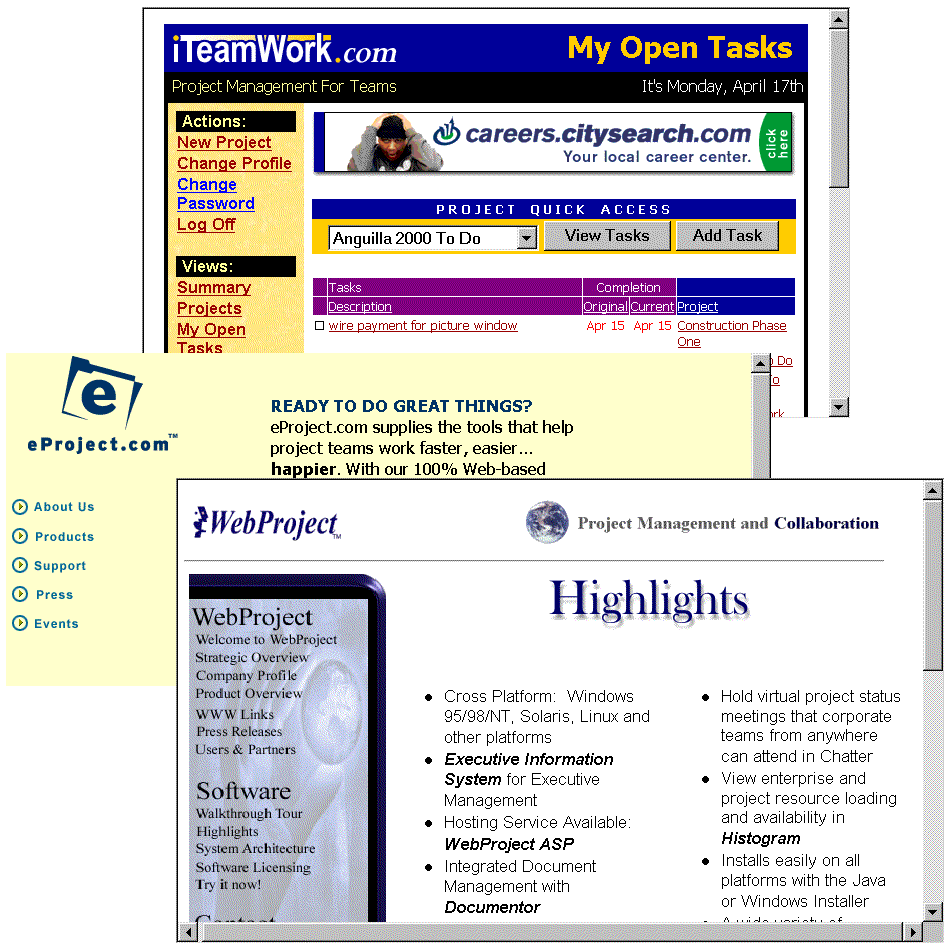 iTeamWork.com
My Open Tasks
Project Management For Teams
It's Monday, April 17th
Actions:
New Project
Change Profile
Change
Password
Log Off
Views:
Summary
Projects
My Open
Tasks
careers.citysearch.com
Your local career center.
click
here
PROJECT QUICK ACCESS
Anguilla 2000 To Do
View Tasks
Add Task
Tasks
Completion
Description
Original
Current
Project
wire payment for picture window
Apr 15
Apr 15
Construction Phase
One
Do
eProject.com™
READY TO DO GREAT THINGS?
eProject.com supplies the tools that help
project teams work faster, easier...
happier. With our 100% Web-based
About Us
Products
Support
Press
Events
WebProject™
Project Management and Collaboration
WebProject
Welcome to WebProject
Strategic Overview
Company Profile
Product Overview
WWW Links
Press Releases
Users & Partners
Software
Walkthrough Tour
Highlights
System Architecture
Software Licensing
Try it now!
Contact
Highlights
Cross Platform: Windows
95/98/NT, Solaris, Linux and
other platforms
Executive Information
System for Executive
Management
Hosting Service Available:
WebProject ASP
Integrated Document
Management with
Documentor
Hold virtual project status
meetings that corporate
teams from anywhere
can attend in Chatter
View enterprise and
project resource loading
and availability in
Histogram
Installs easily on all
platforms with the Java
or Windows Installer
A wide variety of